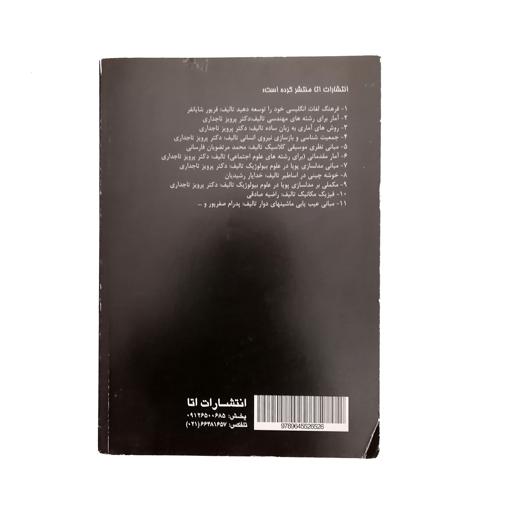 انتشارات اتا منتشر کرده است:
۱- فرهنگ لغات انگلیسی خود را توسعه دهید تالیف: فریور شایانفر
۲- آمار برای رشته های مهندسی تالیف:دکتر پرویز تاجداری
۳- روش های آماری به زبان ساده تالیف: دکتر پرویز تاجداری
۴- جمعیت شناسی و بازسازی نیروی انسانی تالیف: دکتر پرویز تاجداری
۵- مبانی نظری موسیقی کلاسیک تالیف: محمد مرتضویان فارسانی
۶- آمار مقدماتی (برای رشته های علوم اجتماعی) تالیف: دکتر پرویز تاجداری
۷- مبانی مدلسازی پویا در علوم بیولوژیک تالیف: دکتر پرویز تاجداری
۸- خوشه چینی در اساطیر تالیف: خدایار رشیدیان
۹- مکملی بر مدلسازی پویا در علوم بیولوژیک تالیف: دکتر پرویز تاجداری
۱۰- فیزیک مکانیک تالیف: راضیه صادقی
۱۱- مبانی عیب یابی ماشینهای دوار تالیف: پدرام صفرپور و ...
انتشارات اتا
پخش: ۰۹۱۲۶۵۰۰۶۸۵
تلفکس: ۶۶۲۸۱۶۵۷(۰۲۱)
9789645526526